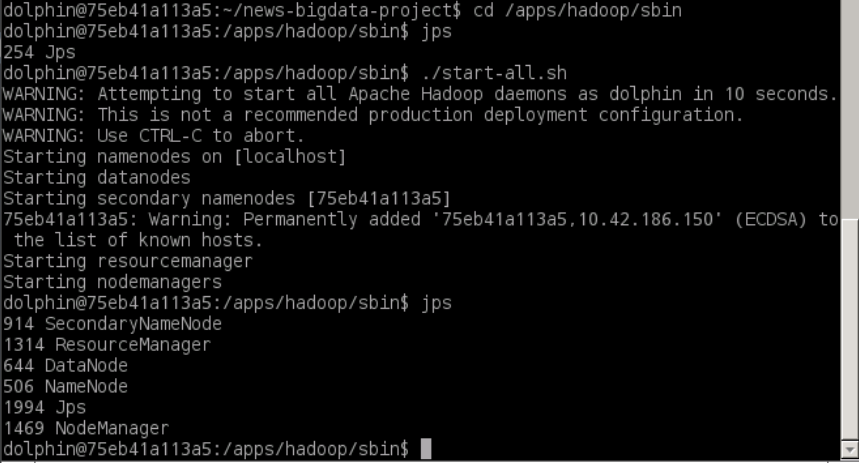 dolphin@75eb41a113a5:~/news-bigdata-project$ cd /apps/hadoop/sbin
dolphin@75eb41a113a5:/apps/hadoop/sbin$ jps
254 Jps
dolphin@75eb41a113a5:/apps/hadoop/sbin$ ./start-all.sh
WARNING: Attempting to start all Apache Hadoop daemons as dolphin in 10 seconds.
WARNING: This is not a recommended production deployment configuration.
WARNING: Use CTRL-C to abort.
Starting namenodes on [localhost]
Starting datanodes
Starting secondary namenodes [75eb41a113a5]
75eb41a113a5: Warning: Permanently added '75eb41a113a5,10.42.186.150' (ECDSA) to
 the list of known hosts.
Starting resourcemanager
Starting nodemanagers
dolphin@75eb41a113a5:/apps/hadoop/sbin$ jps
914 SecondaryNameNode
1314 ResourceManager
644 DataNode
506 NameNode
1994 Jps
1469 NodeManager
dolphin@75eb41a113a5:/apps/hadoop/sbin$